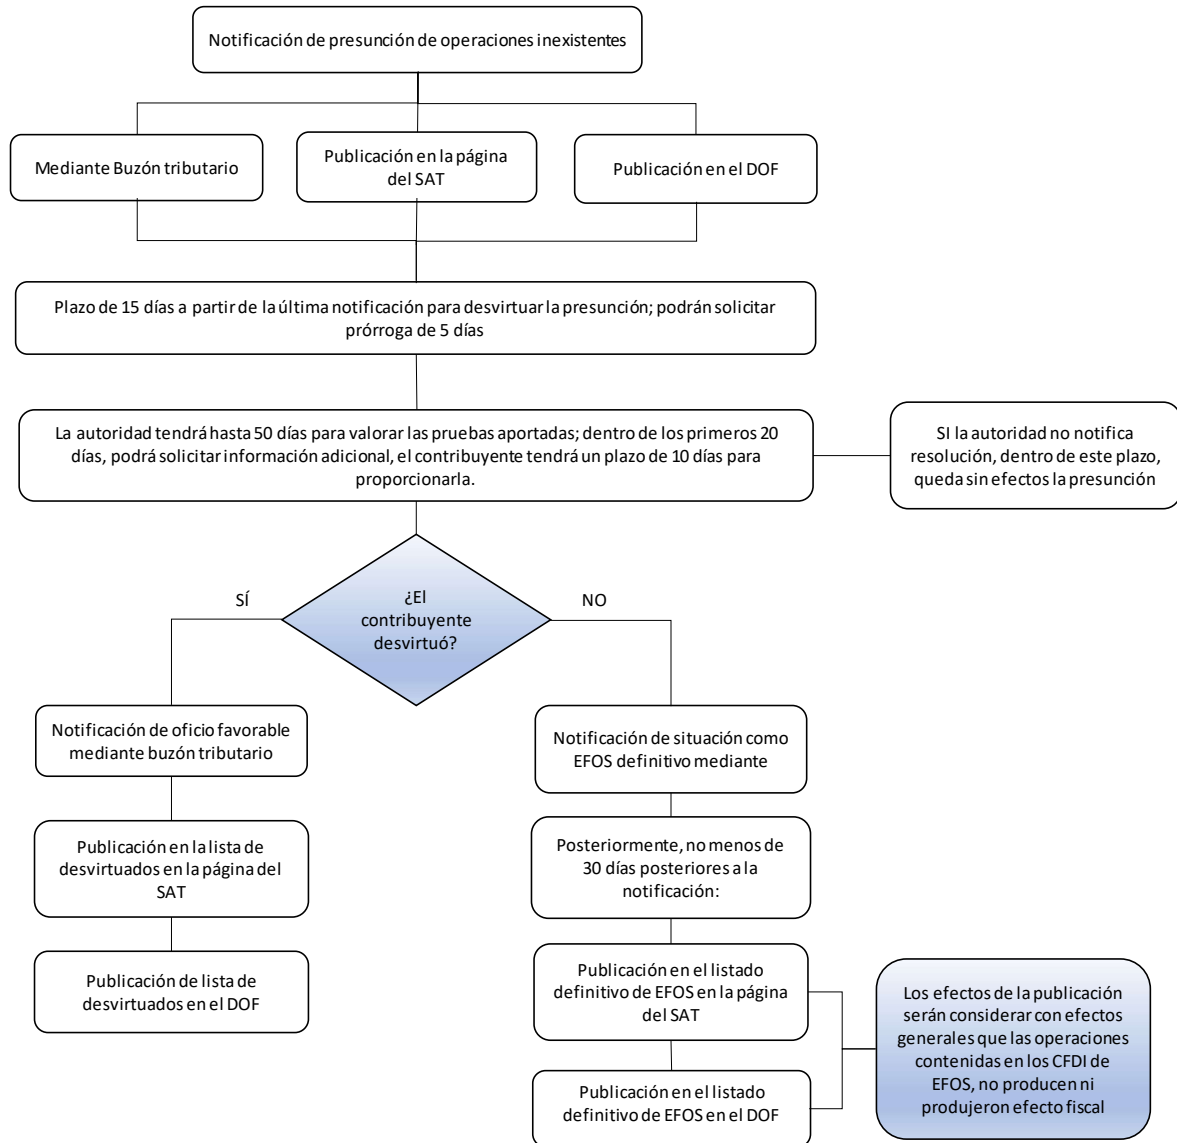 Notificación de presunción de operaciones inexistentes
Mediante Buzón tributario
Publicación en la página
del SAT
Publicación en el DOF
Plazo de 15 días a partir de la última notificación para desvirtuar la presunción; podrán solicitar
prórroga de 5 días
La autoridad tendrá hasta 50 días para valorar las pruebas aportadas; dentro de los primeros 20
días, podrá solicitar información adicional, el contribuyente tendrá un plazo de 10 días para
proporcionarla.
SI la autoridad no notifica
resolución, dentro de este plazo,
queda sin efectos la presunción
¿El
contribuyente
desvirtuó?
SÍ
NO
Notificación de oficio favorable
mediante buzón tributario
Publicación en la lista de
desvirtuados en la página del
SAT
Publicación de lista de
desvirtuados en el DOF
Notificación de situación como
EFOS definitivo mediante
Posteriormente, no menos de
30 días posteriores a la
notificación:
Publicación en el listado
definitivo de EFOS en la página
del SAT
Publicación en el listado
definitivo de EFOS en el DOF
Los efectos de la publicación
serán considerar con efectos
generales que las operaciones
contenidas en los CFDI de
EFOS, no producen ni
produjeron efecto fiscal